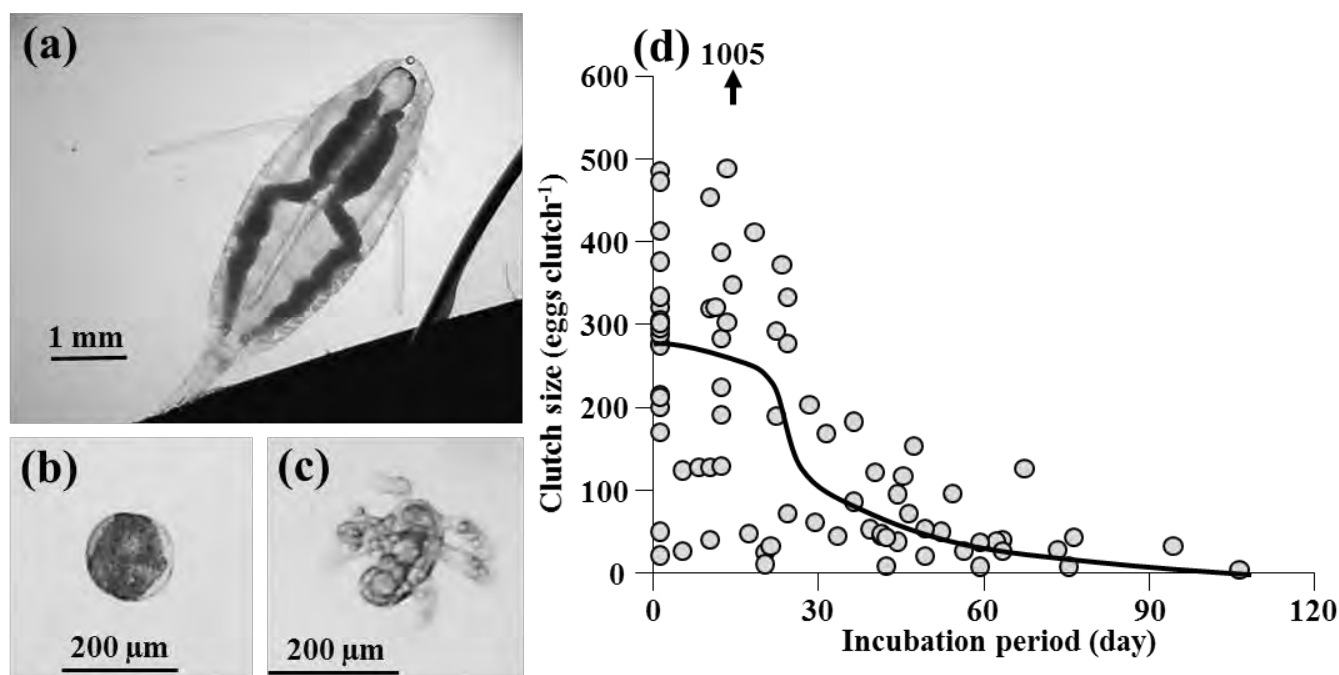 (a)
1 mm
(b)
200 μm
(c)
200 μm
(d)
1005
Clutch size (eggs clutch⁻¹)
600
500
400
300
200
100
0
0 30 60 90 120
Incubation period (day)